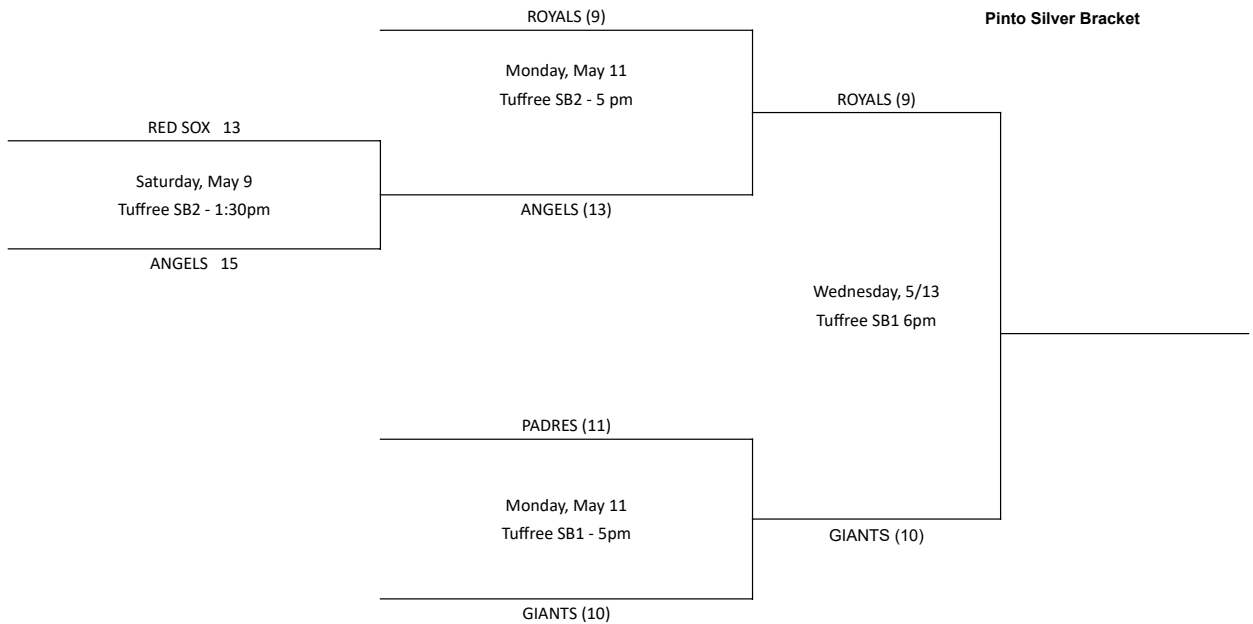 Pinto Silver Bracket
ROYALS (9)
Monday, May 11
Tuffree SB2 - 5 pm
ROYALS (9)
RED SOX 13
Saturday, May 9
Tuffree SB2 - 1:30pm
ANGELS (13)
ANGELS 15
Wednesday, 5/13
Tuffree SB1 6pm
PADRES (11)
Monday, May 11
Tuffree SB1 - 5pm
GIANTS (10)
GIANTS (10)